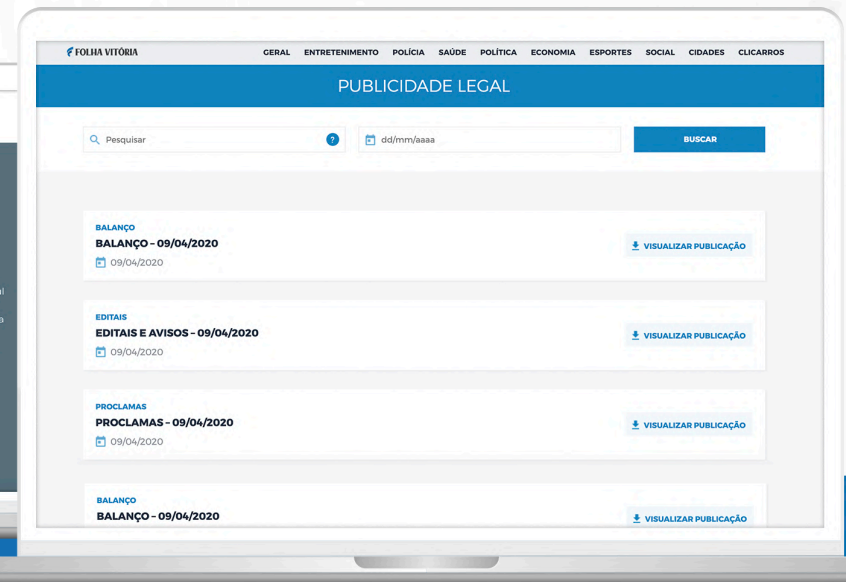 FOLHA VITÓRIA GERAL ENTRETENIMENTO POLÍCIA SAÚDE POLÍTICA ECONOMIA ESPORTES SOCIAL CIDADES CLICARROS
PUBLICIDADE LEGAL
Pesquisar ? dd/mm/aaaa BUSCAR
BALANÇO
BALANÇO – 09/04/2020
09/04/2020
VISUALIZAR PUBLICAÇÃO
EDITAIS
EDITAIS E AVISOS – 09/04/2020
09/04/2020
VISUALIZAR PUBLICAÇÃO
PROCLAMAS
PROCLAMAS – 09/04/2020
09/04/2020
VISUALIZAR PUBLICAÇÃO
BALANÇO
BALANÇO – 09/04/2020
VISUALIZAR PUBLICAÇÃO